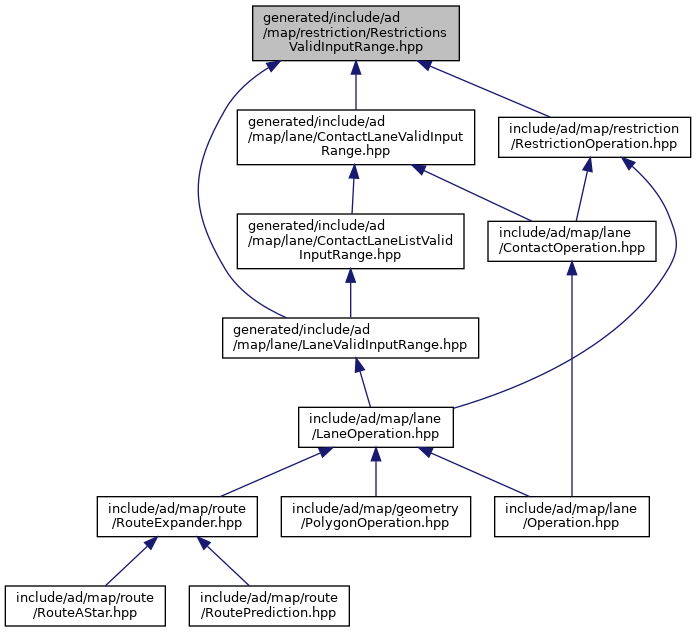 generated/include/ad
/map/restriction/Restrictions
ValidInputRange.hpp
generated/include/ad
/map/lane/ContactLaneValidInput
Range.hpp
include/ad/map/restriction
/RestrictionOperation.hpp
generated/include/ad
/map/lane/ContactLaneListValid
InputRange.hpp
include/ad/map/lane
/ContactOperation.hpp
generated/include/ad
/map/lane/LaneValidInputRange.hpp
include/ad/map/lane
/LaneOperation.hpp
include/ad/map/route
/RouteExpander.hpp
include/ad/map/geometry
/PolygonOperation.hpp
include/ad/map/lane
/Operation.hpp
include/ad/map/route
/RouteAStar.hpp
include/ad/map/route
/RoutePrediction.hpp